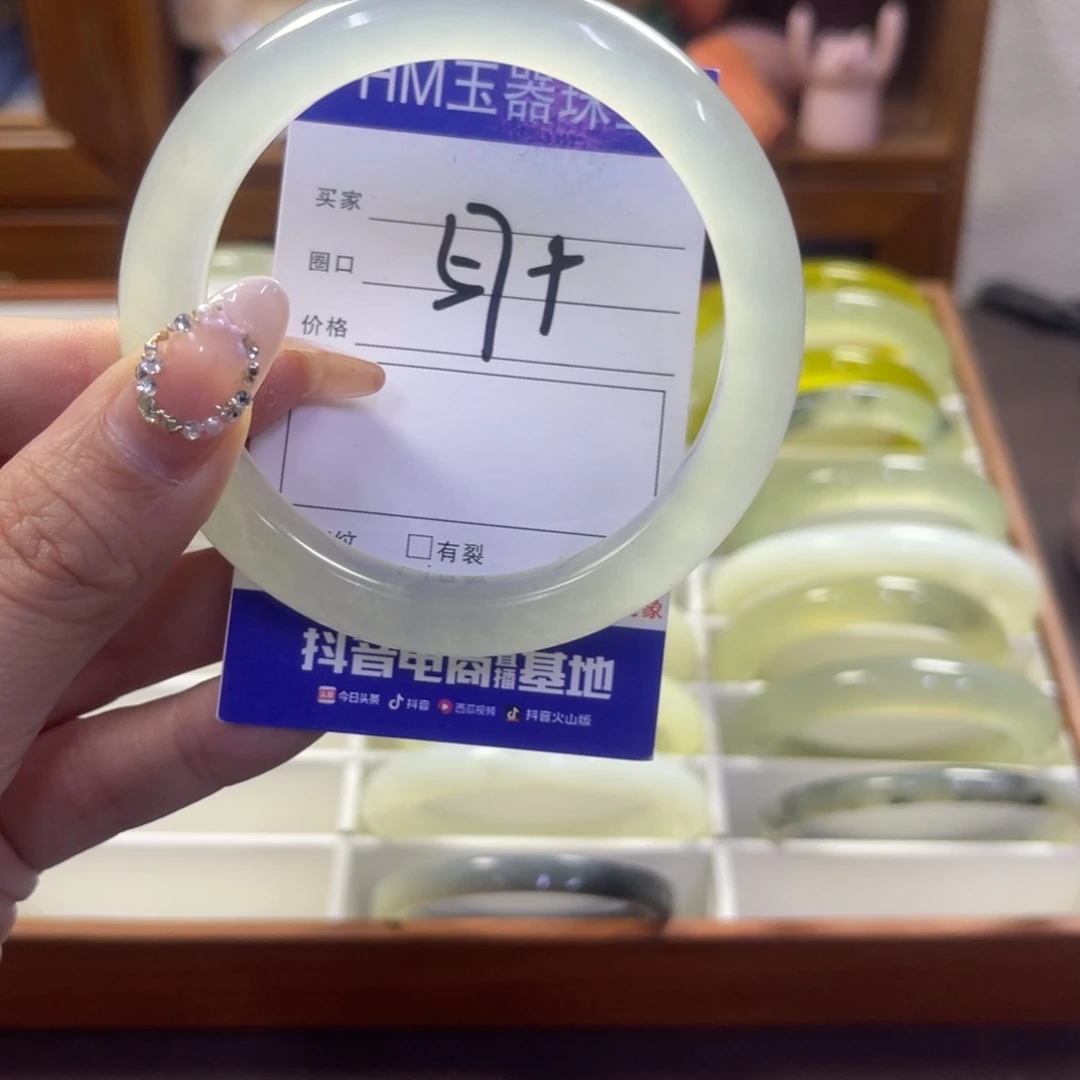 HM玉器珠
买家
圈口
价格
有裂
象
抖音电商直播基地
今日头条 抖音 西瓜视频 抖音火山版